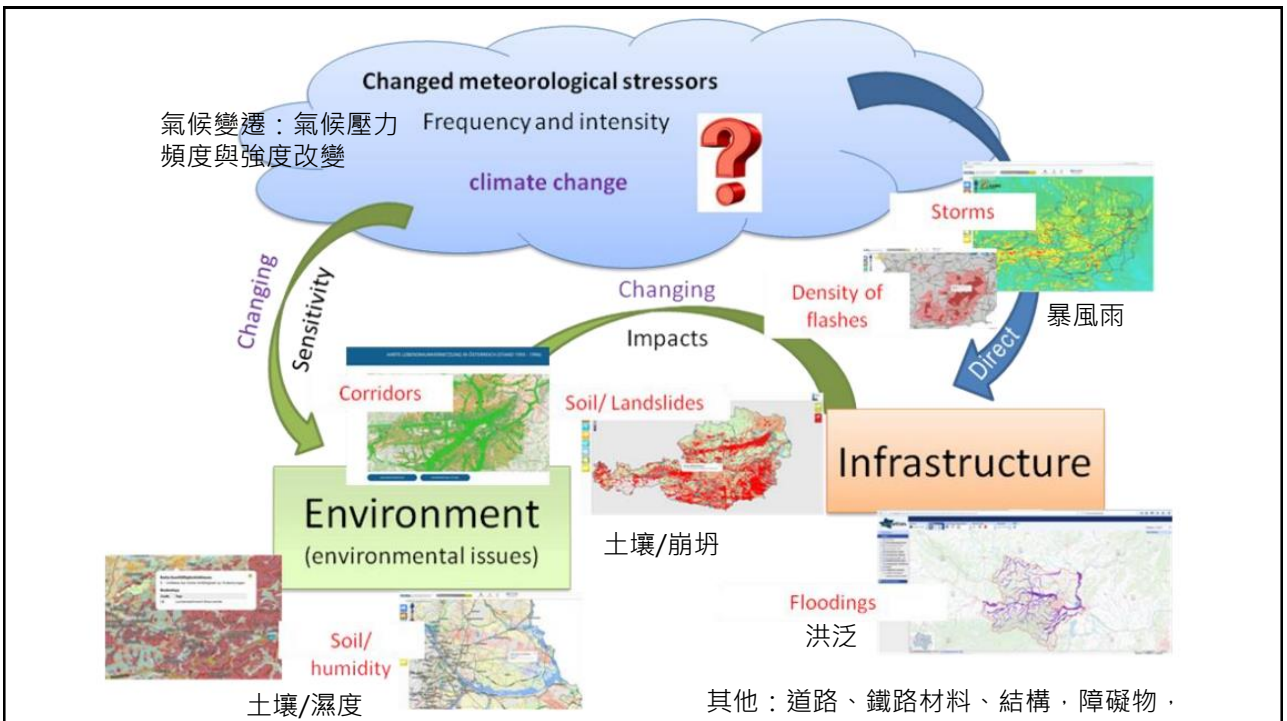 Changed meteorological stressors
氣候變遷：氣候壓力
頻度與強度改變
Frequency and intensity
climate change
Storms
暴風雨
Density of
flashes
Direct
Changing
Sensitivity
Changing
Impacts
Corridors
Soil/ Landslides
土壤/崩坍
Infrastructure
Environment
(environmental issues)
Floodings
洪泛
Soil/
humidity
土壤/濕度
其他：道路、鐵路材料、結構，障礙物，